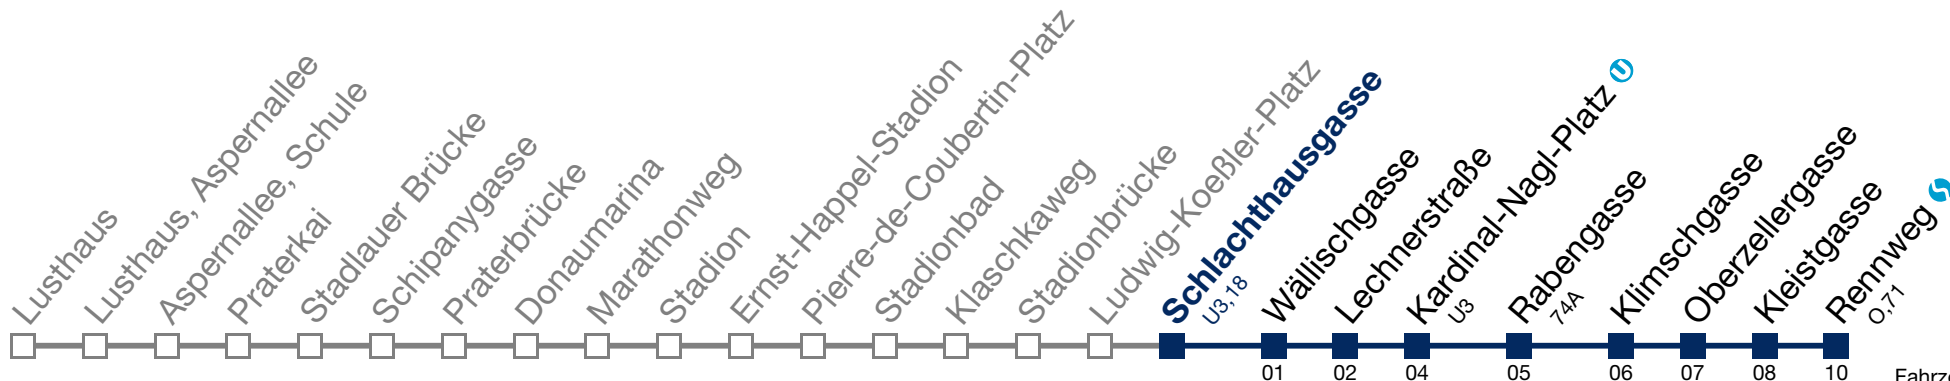 Lusthaus
Lusthaus, Aspernallee
Aspernallee, Schule
Praterkai
Stadlauer Brücke
Schipanygasse
Praterbrücke
Donaumarina
Marathonweg
Stadion
Ernst-Happel-Stadion
Pierre-de-Coubertin-Platz
Stadionbad
Klaschkaweg
Stadionbrücke
Ludwig-Koeßler-Platz
Schlachthausgasse
U3,18
Wällischgasse
Lechnerstraße
Kardinal-Nagl-Platz U
U3
Rabengasse
74A
Klimschgasse
Oberzellergasse
Kleistgasse
Rennweg S
O,71
01 02 04 05 06 07 08 10
Fahrze